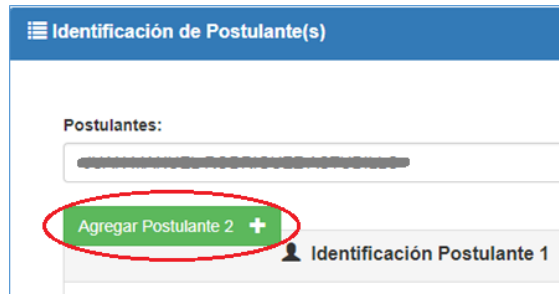 Identificación de Postulante(s)
Postulantes:
Agregar Postulante 2
Identificación Postulante 1